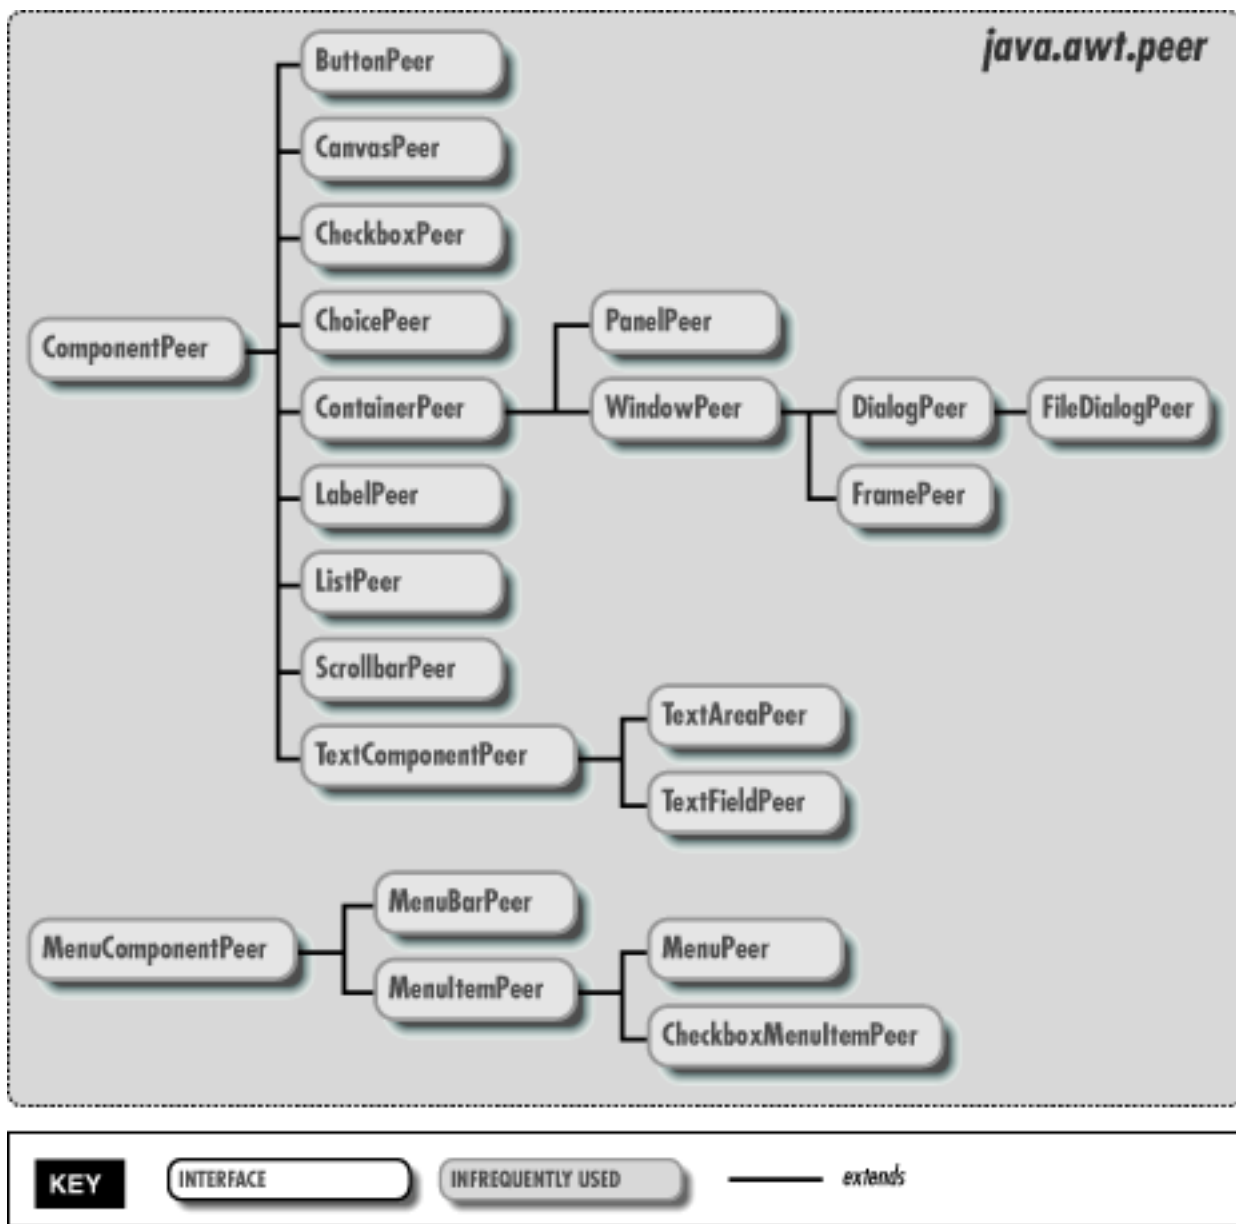 java.awt.peer
ButtonPeer
CanvasPeer
CheckboxPeer
ComponentPeer
ChoicePeer
PanelPeer
ContainerPeer
WindowPeer
DialogPeer
FileDialogPeer
LabelPeer
FramePeer
ListPeer
ScrollbarPeer
TextComponentPeer
TextAreaPeer
TextFieldPeer
MenuComponentPeer
MenuBarPeer
MenuItemPeer
MenuPeer
CheckboxMenuItemPeer
KEY
INTERFACE
INFREQUENTLY USED
extends